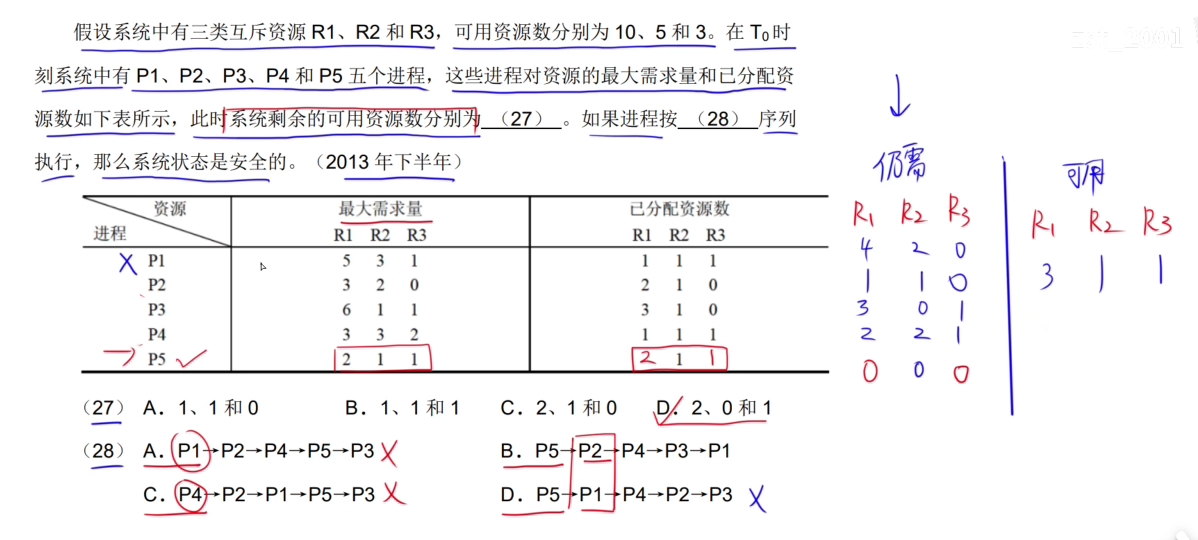 假设系统中有三类互斥资源 R1、R2 和 R3，可用资源数分别为 10、5 和 3。在 T₀ 时
刻系统中有 P1、P2、P3、P4 和 P5 五个进程，这些进程对资源的最大需求量和已分配资
源数如下表所示，此时系统剩余的可用资源数分别为 （27） 。如果进程按 （28） 序列
执行，那么系统状态是安全的。（2013 年下半年）
资源 最大需求量 已分配资源数
进程 R1 R2 R3 R1 R2 R3
P1 5 3 1 1 1 1
P2 3 2 0 2 1 0
P3 6 1 1 3 1 0
P4 3 3 2 1 1 1
P5 2 1 1 2 1 1
仍需 可用
R1 R2 R3 R1 R2 R3
4 2 0 3 1 1
1 1 0
3 0 1
2 2 1
0 0 0
（27）A．1、1 和 0 B．1、1 和 1 C．2、1 和 0 D．2、0 和 1
（28）A．P1→P2→P4→P5→P3 B．P5→P2→P4→P3→P1
C．P4→P2→P1→P5→P3 D．P5→P1→P4→P2→P3